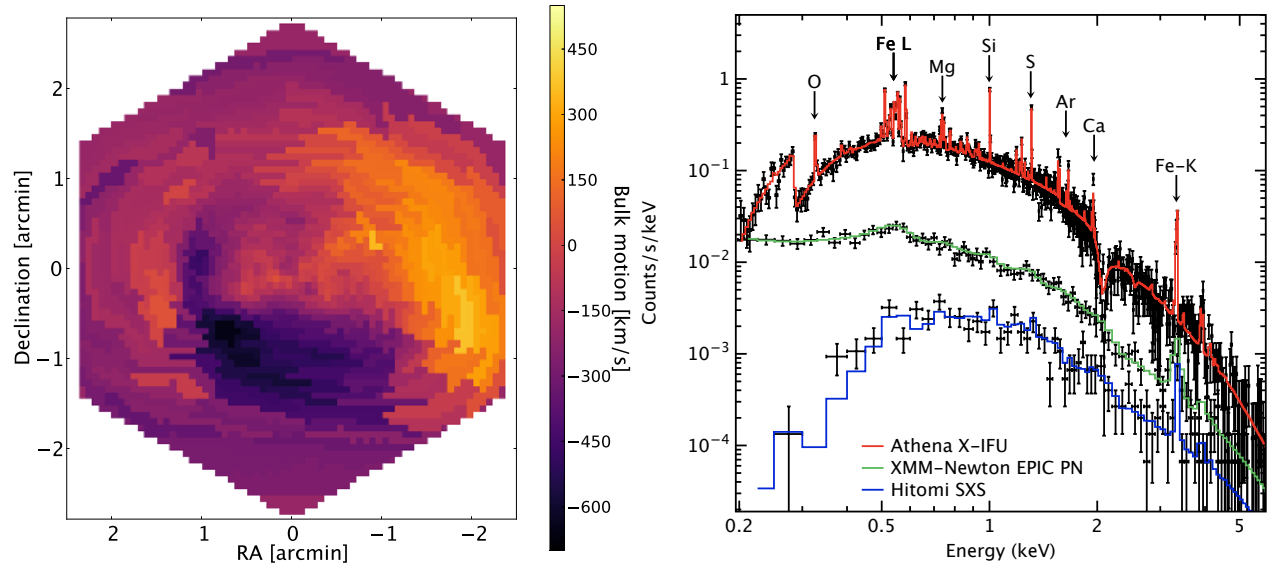 2
1
0
−1
−2
Declination [arcmin]
2
1
0
-1
-2
RA [arcmin]
450
300
150
0
−150
−300
−450
−600
Bulk motion [km/s]
Counts/s/keV
1
10⁻¹
10⁻²
10⁻³
10⁻⁴
O
Fe L
Mg
Si
S
Ar
Ca
Fe–K
Athena X–IFU
XMM–Newton EPIC PN
Hitomi SXS
0.2
0.5
1
2
5
Energy (keV)